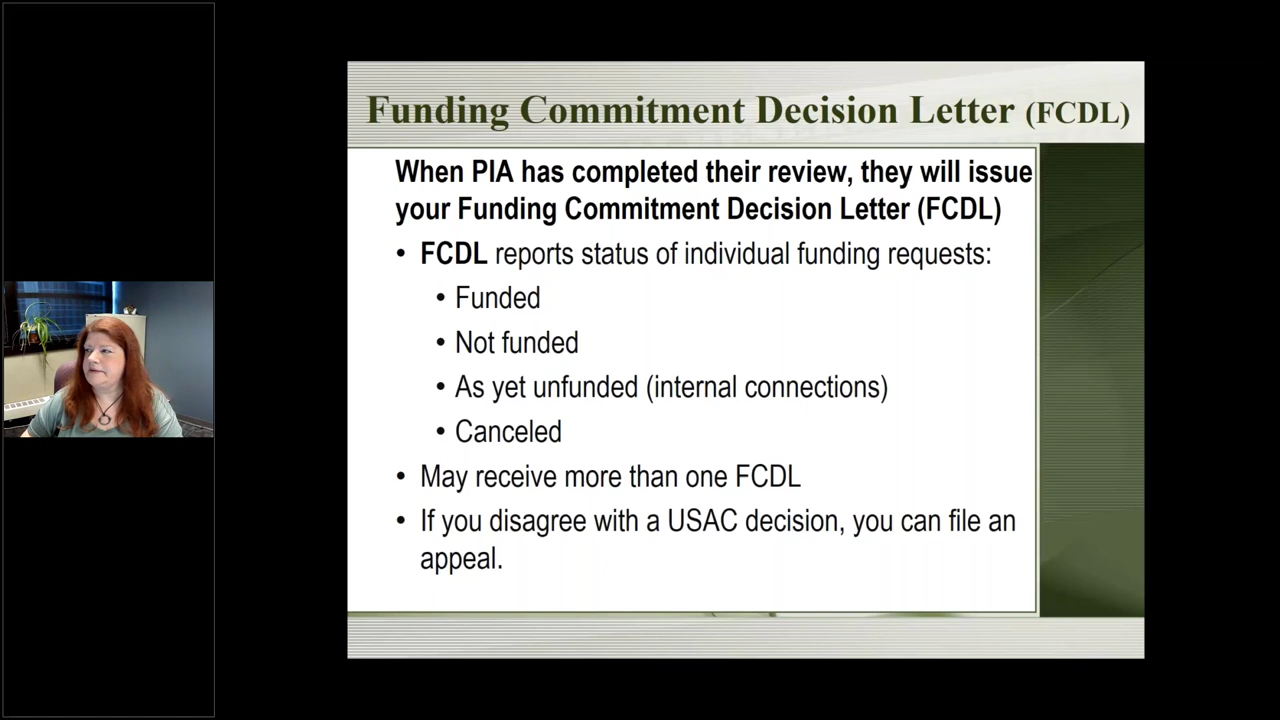 Funding Commitment Decision Letter (FCDL)
When PIA has completed their review, they will issue
your Funding Commitment Decision Letter (FCDL)
• FCDL reports status of individual funding requests:
• Funded
• Not funded
• As yet unfunded (internal connections)
• Canceled
• May receive more than one FCDL
• If you disagree with a USAC decision, you can file an
appeal.